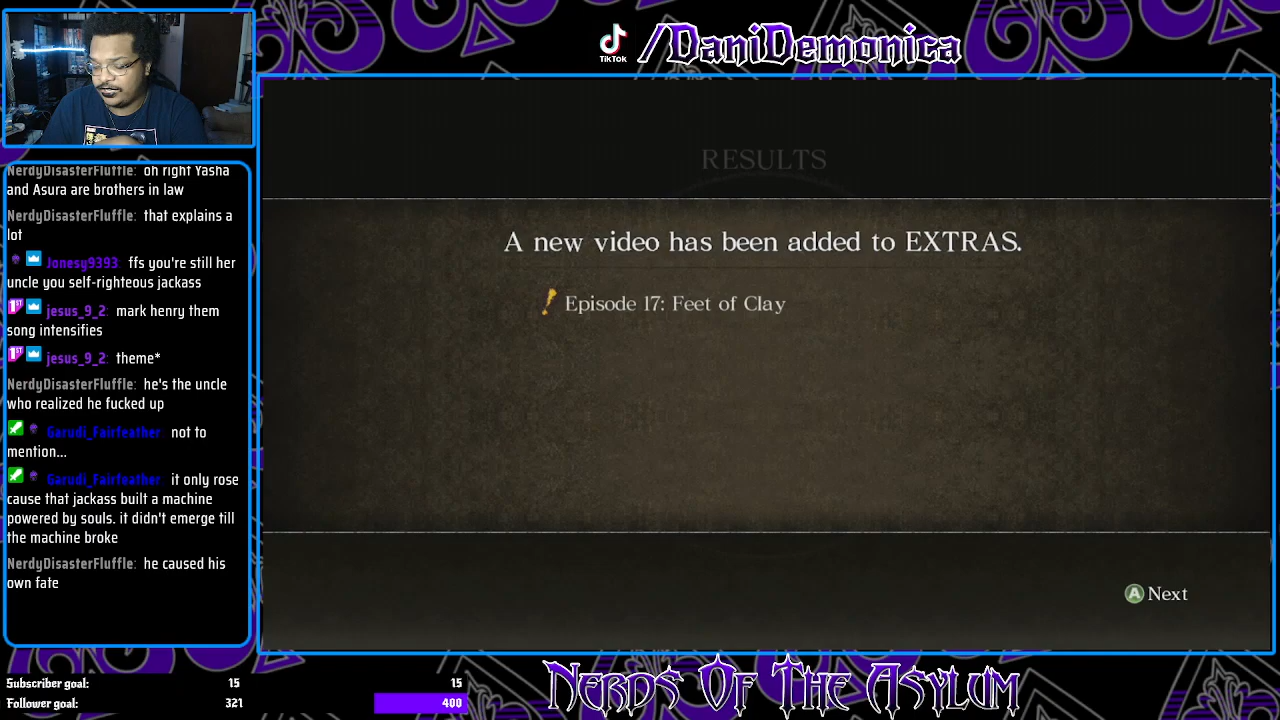 TikTok
/DaniDemonica
NerdyDisasterFluffle: oh right Yasha
and Asura are brothers in law
NerdyDisasterFluffle: that explains a
lot
Jonesy9393: ffs you're still her
uncle you self-righteous jackass
1ST jesus_9_2: mark henry them
song intensifies
1ST jesus_9_2: theme*
NerdyDisasterFluffle: he's the uncle
who realized he fucked up
Garudi_Fairfeather: not to
mention...
Garudi_Fairfeather: it only rose
cause that jackass built a machine
powered by souls. it didn't emerge till
the machine broke
NerdyDisasterFluffle: he caused his
own fate
RESULTS
A new video has been added to EXTRAS.
Episode 17: Feet of Clay
A Next
Subscriber goal: 15 15
Follower goal: 321 400
Nerds Of The Asylum